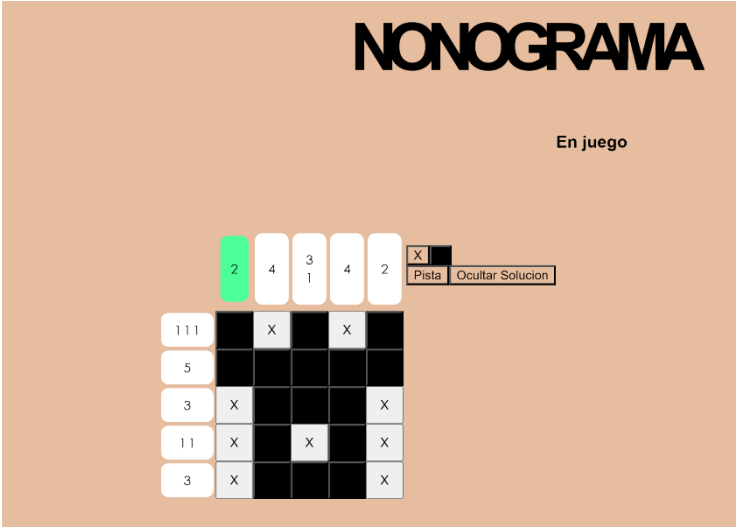 NONOGRAMA
En juego
2 4 3 4 2
1
X
Pista Ocultar Solucion
1 1 1 X X
5
3 X X
1 1 X X X
3 X X